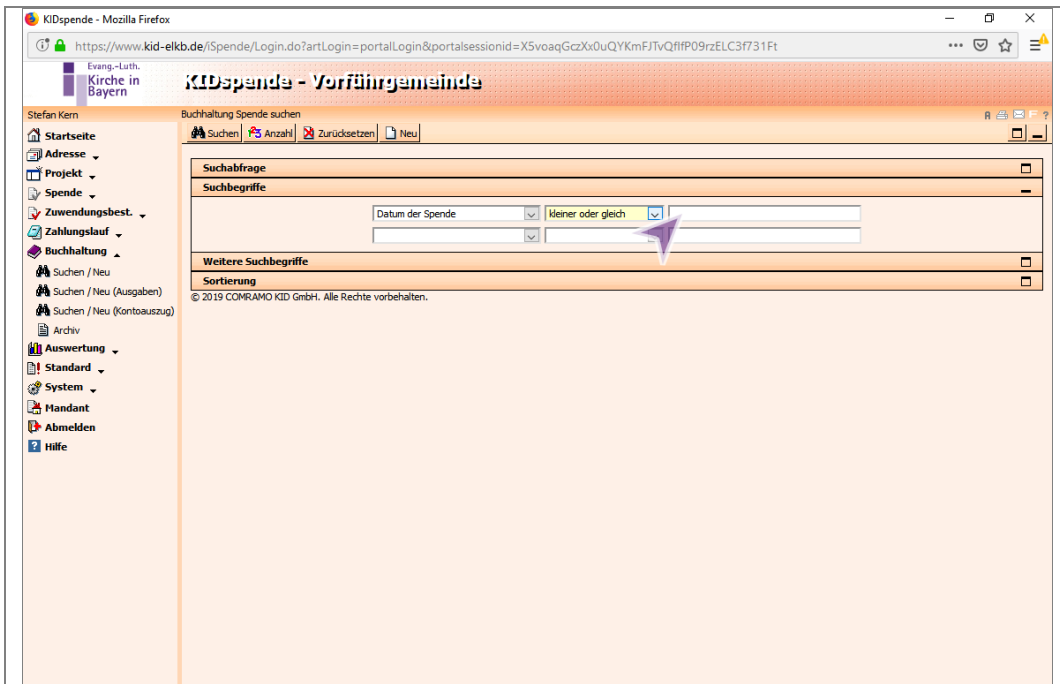 KIDspende - Mozilla Firefox
https://www.kid-elkb.de/iSpende/Login.do?artLogin=portalLogin&portalsessionid=X5voaqGczXx0uQYKmFJTvQfIfP09rzELC3f731Ft
Evang.-Luth.
Kirche in
Bayern
KIDspende - Vorführgemeinde
Stefan Kern
Buchhaltung Spende suchen
R F ?
Suchen Anzahl Zurücksetzen Neu
Startseite
Adresse
Projekt
Spende
Zuwendungsbest.
Zahlungslauf
Buchhaltung
Suchen / Neu
Suchen / Neu (Ausgaben)
Suchen / Neu (Kontoauszug)
Archiv
Auswertung
Standard
System
Mandant
Abmelden
Hilfe
Suchabfrage
Suchbegriffe
Datum der Spende kleiner oder gleich
Weitere Suchbegriffe
Sortierung
© 2019 COMRAMO KID GmbH. Alle Rechte vorbehalten.